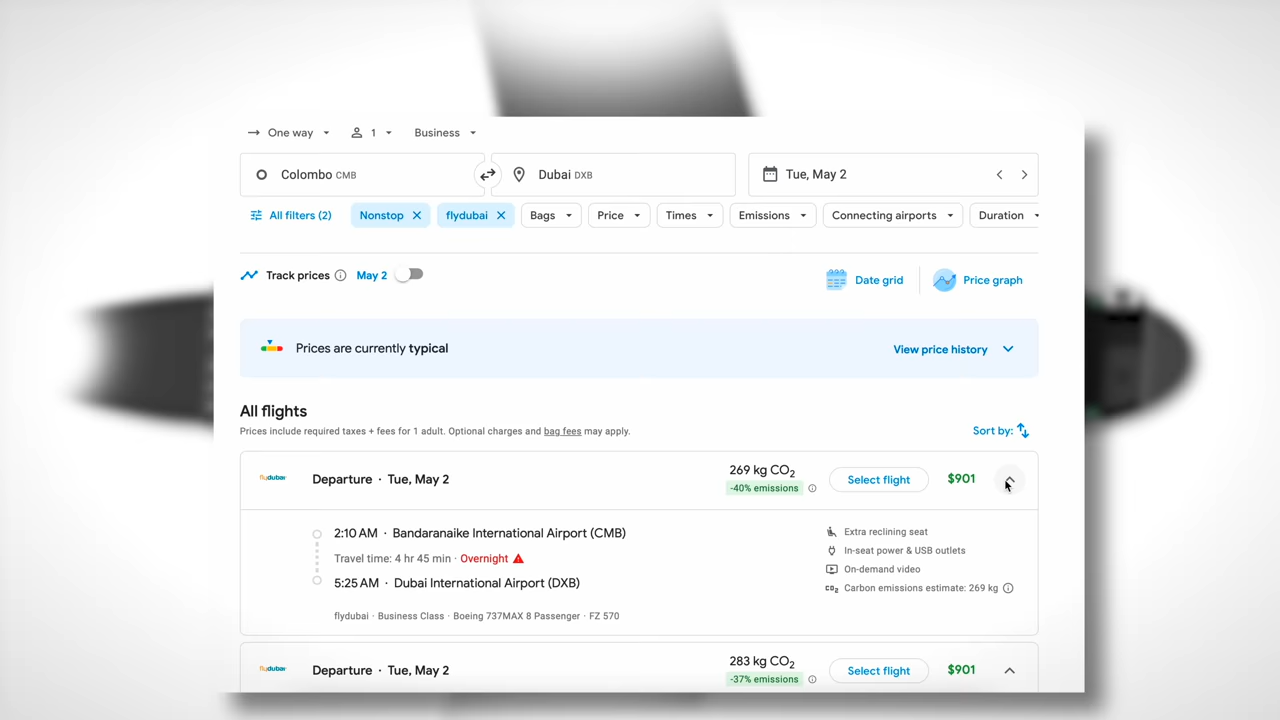 One way 1 Business
Colombo CMB Dubai DXB Tue, May 2
All filters (2) Nonstop flydubai Bags Price Times Emissions Connecting airports Duration
Track prices May 2 Date grid Price graph
Prices are currently typical View price history
All flights
Prices include required taxes + fees for 1 adult. Optional charges and bag fees may apply. Sort by:
flydubai Departure · Tue, May 2 269 kg CO2 Select flight $901
-40% emissions
2:10 AM · Bandaranaike International Airport (CMB) Extra reclining seat
In-seat power & USB outlets
Travel time: 4 hr 45 min · Overnight On-demand video
5:25 AM · Dubai International Airport (DXB) CO2 Carbon emissions estimate: 269 kg
flydubai · Business Class · Boeing 737MAX 8 Passenger · FZ 570
flydubai Departure · Tue, May 2 283 kg CO2 Select flight $901
-37% emissions